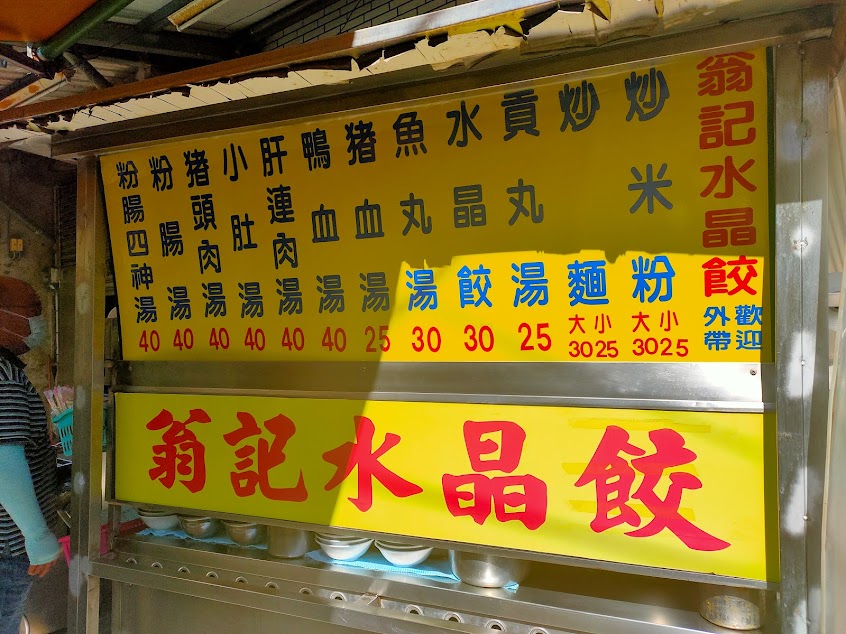 翁記水晶餃
歡迎外帶
炒米粉
大 小
30 25
炒麵
大 小
30 25
貢丸湯
25
水晶餃
30
魚丸湯
30
猪血湯
25
鴨血湯
40
肝連肉湯
40
小肚湯
40
猪頭肉湯
40
粉腸湯
40
粉腸四神湯
40
翁記水晶餃